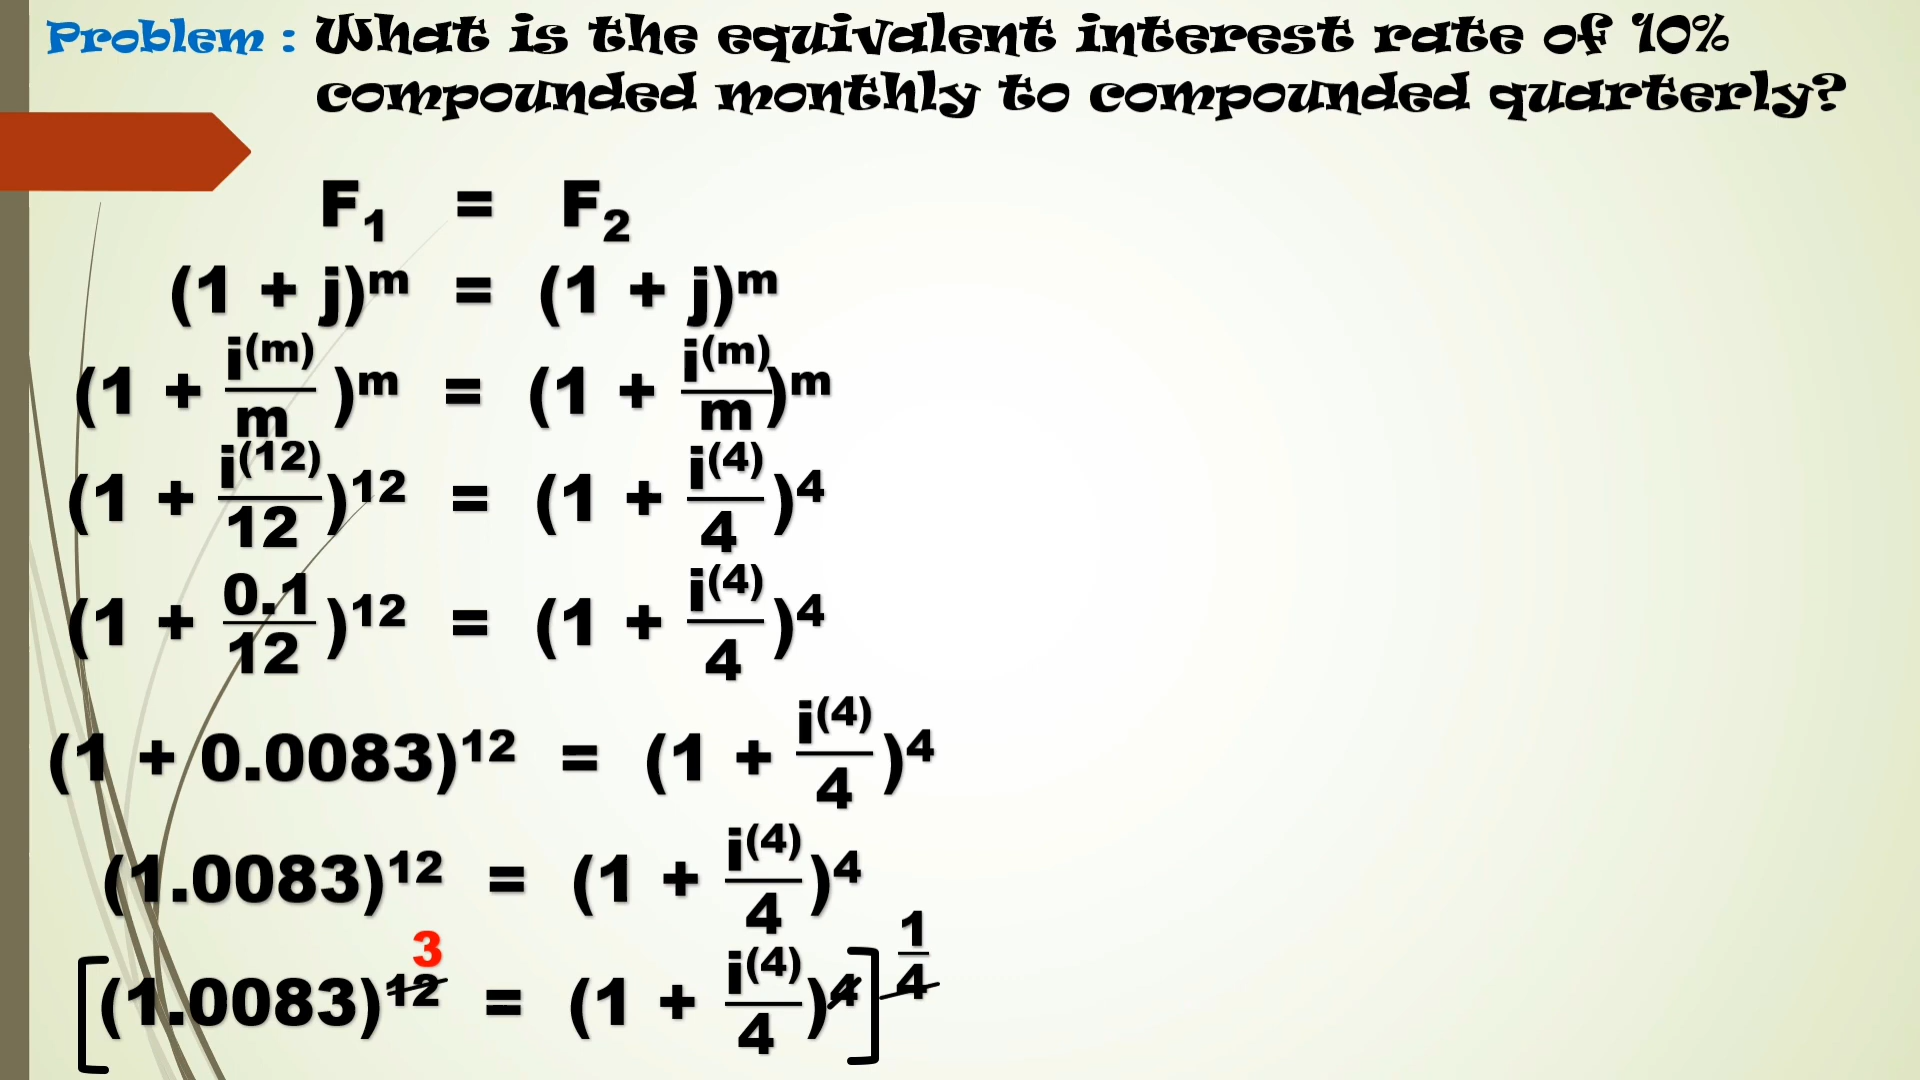 Problem : What is the equivalent interest rate of 10%
compounded monthly to compounded quarterly?
F₁ = F₂
(1 + j)ᵐ = (1 + j)ᵐ
(1 + i^(m)/m )^m = (1 + i^(m)/m)^m
(1 + i^(12)/12)^12 = (1 + i^(4)/4 )^4
(1 + 0.1/12 )^12 = (1 + i^(4)/4 )^4
(1 + 0.0083)^12 = (1 + i^(4)/4 )^4
(1.0083)^12 = (1 + i^(4)/4 )^4
3
[(1.0083)^12 = (1 + i^(4)/4 )^4]^1/4